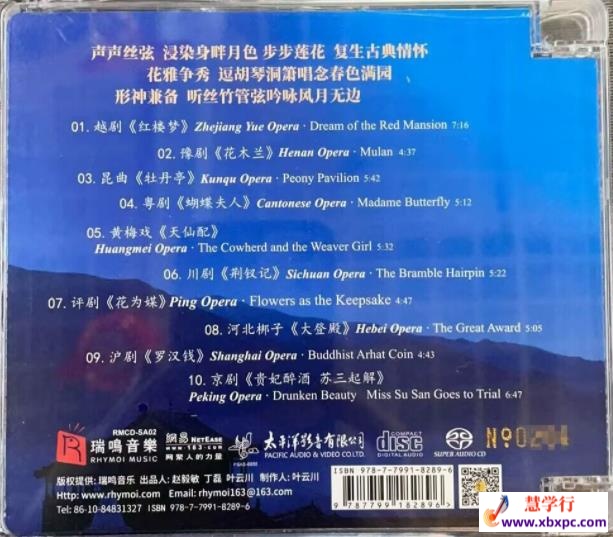 声声丝弦 浸染身畔月色 步步莲花 复生古典情怀
花雅争秀 逗胡琴洞箫唱念春色满园
形神兼备 听丝竹管弦吟咏风月无边
01. 越剧《红楼梦》Zhejiang Yue Opera · Dream of the Red Mansion 7:16
02. 豫剧《花木兰》Henan Opera · Mulan 4:37
03. 昆曲《牡丹亭》Kunqu Opera · Peony Pavilion 5:42
04. 粤剧《蝴蝶夫人》Cantonese Opera · Madame Butterfly 5:12
05. 黄梅戏《天仙配》
Huangmei Opera · The Cowherd and the Weaver Girl 5:32
06. 川剧《荆钗记》Sichuan Opera · The Bramble Hairpin 5:22
07. 评剧《花为媒》Ping Opera · Flowers as the Keepsake 4:47
08. 河北梆子《大登殿》Hebei Opera · The Great Award 5:05
09. 沪剧《罗汉钱》Shanghai Opera · Buddhist Arhat Coin 4:43
10. 京剧《贵妃醉酒 苏三起解》
Peking Opera · Drunken Beauty Miss Su San Goes to Trial 6:47
RMCD-SA02
瑞鳴音樂
RHYMOI MUSIC
網易 NETEASE
www.163.com
网聚人的力量
太平洋影音有限公司
PACIFIC AUDIO & VIDEO CO.LTD.
COMPACT
disc
DIGITAL AUDIO
SUPER AUDIO CD
NO
ISBN 978-7-7991-8289-6
9 787799 182896 >
版权提供: 瑞鸣音乐 出品人: 赵毅敏 丁磊 叶云川 制作人: 叶云川
Http://www.rhymoi.com Email: rhymoi163@163.com
Tel: 86-10-84831327 ISBN 978-7-7991-8289-6
慧学行
www.xbxpc.com